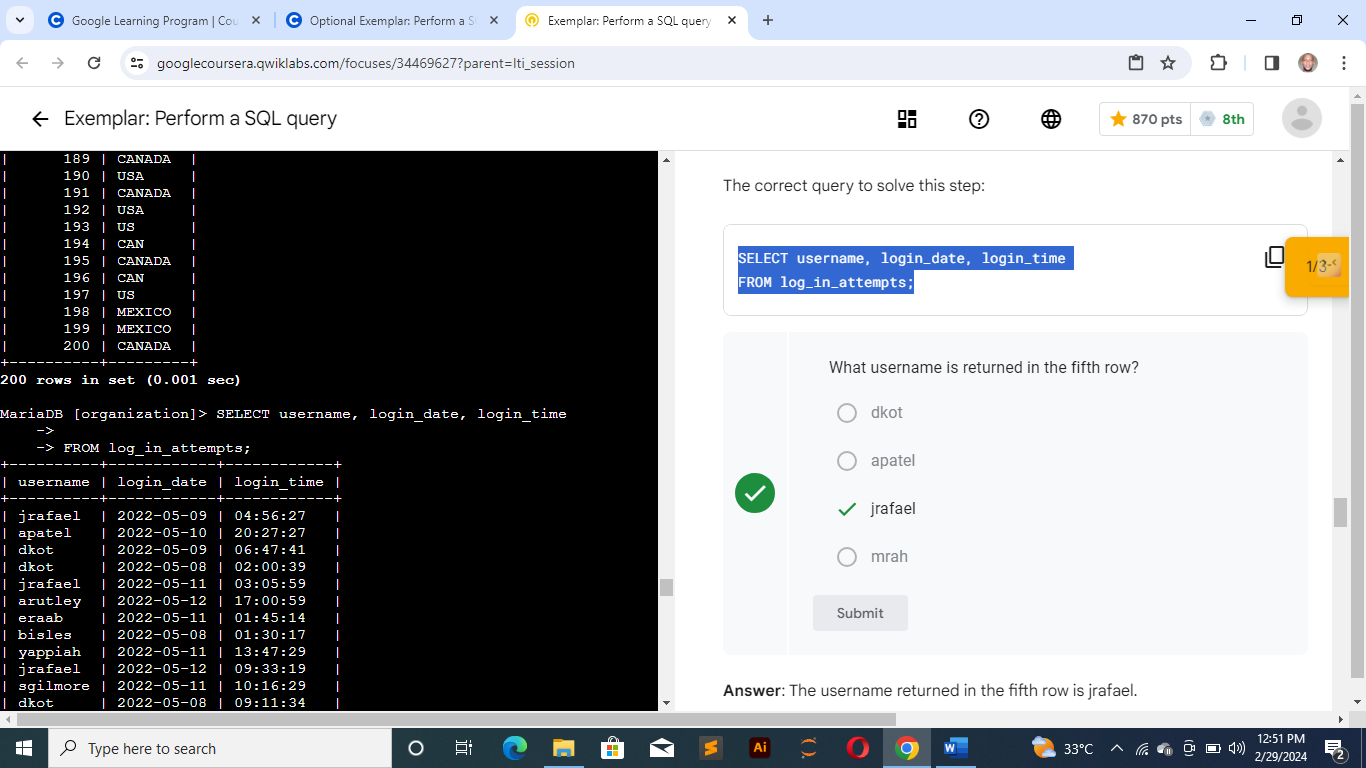 Google Learning Program | Cou
Optional Exemplar: Perform a S
Exemplar: Perform a SQL query
googlecoursera.qwiklabs.com/focuses/34469627?parent=lti_session
Exemplar: Perform a SQL query
870 pts
8th
| 189 | CANADA |
| 190 | USA |
| 191 | CANADA |
| 192 | USA |
| 193 | US |
| 194 | CAN |
| 195 | CANADA |
| 196 | CAN |
| 197 | US |
| 198 | MEXICO |
| 199 | MEXICO |
| 200 | CANADA |
+----------+---------+
200 rows in set (0.001 sec)
MariaDB [organization]> SELECT username, login_date, login_time
->
-> FROM log_in_attempts;
+----------+------------+------------+
| username | login_date | login_time |
+----------+------------+------------+
| jrafael | 2022-05-09 | 04:56:27 |
| apatel | 2022-05-10 | 20:27:27 |
| dkot | 2022-05-09 | 06:47:41 |
| dkot | 2022-05-08 | 02:00:39 |
| jrafael | 2022-05-11 | 03:05:59 |
| arutley | 2022-05-12 | 17:00:59 |
| eraab | 2022-05-11 | 01:45:14 |
| bisles | 2022-05-08 | 01:30:17 |
| yappiah | 2022-05-11 | 13:47:29 |
| jrafael | 2022-05-12 | 09:33:19 |
| sgilmore | 2022-05-11 | 10:16:29 |
| dkot | 2022-05-08 | 09:11:34 |
The correct query to solve this step:
SELECT username, login_date, login_time
FROM log_in_attempts;
1/3
What username is returned in the fifth row?
dkot
apatel
jrafael
mrah
Submit
Answer: The username returned in the fifth row is jrafael.
Type here to search
Ai
W
33°C
12:51 PM
2/29/2024
2